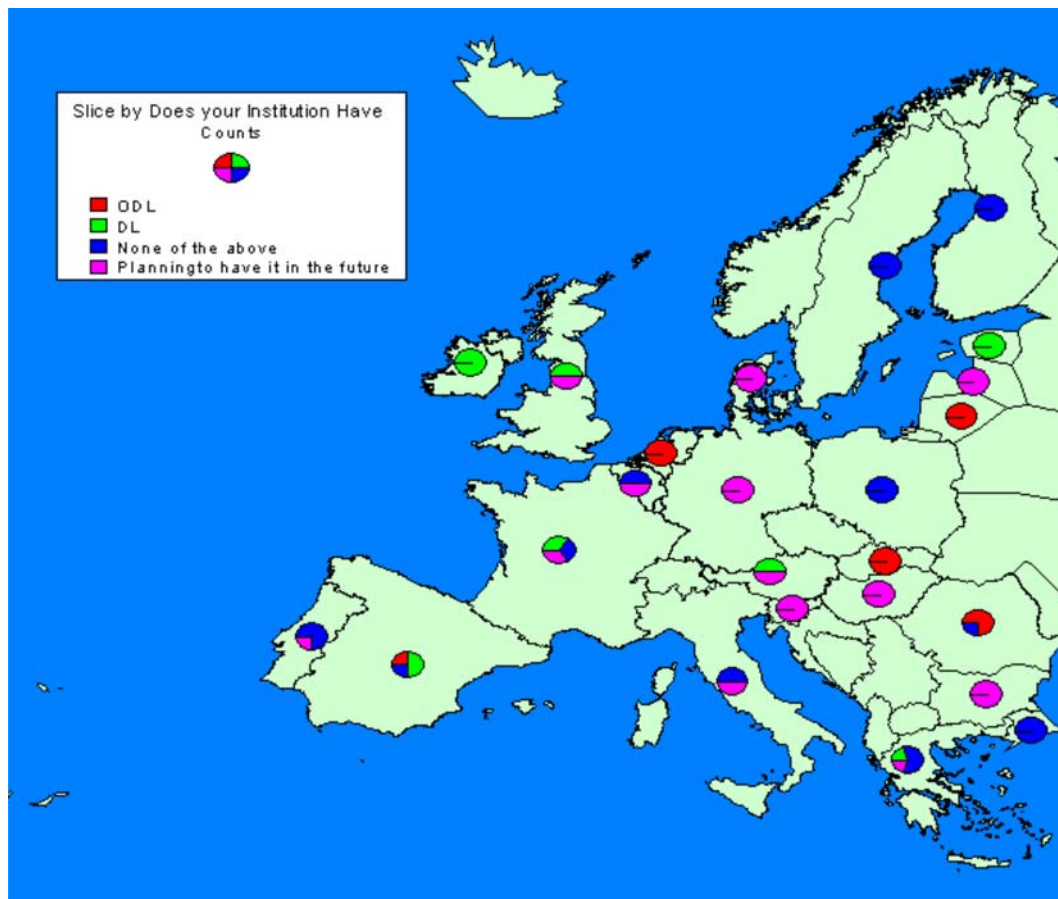 Slice by Does your Institution Have
Counts
ODL
DL
None of the above
Planningto have it in the future